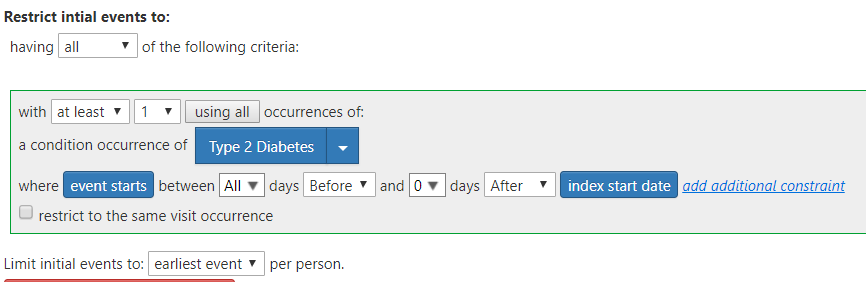 Restrict intial events to:
having all of the following criteria:
with at least 1 using all occurrences of:
a condition occurrence of Type 2 Diabetes
where event starts between All days Before and 0 days After index start date add additional constraint
restrict to the same visit occurrence
Limit initial events to: earliest event per person.